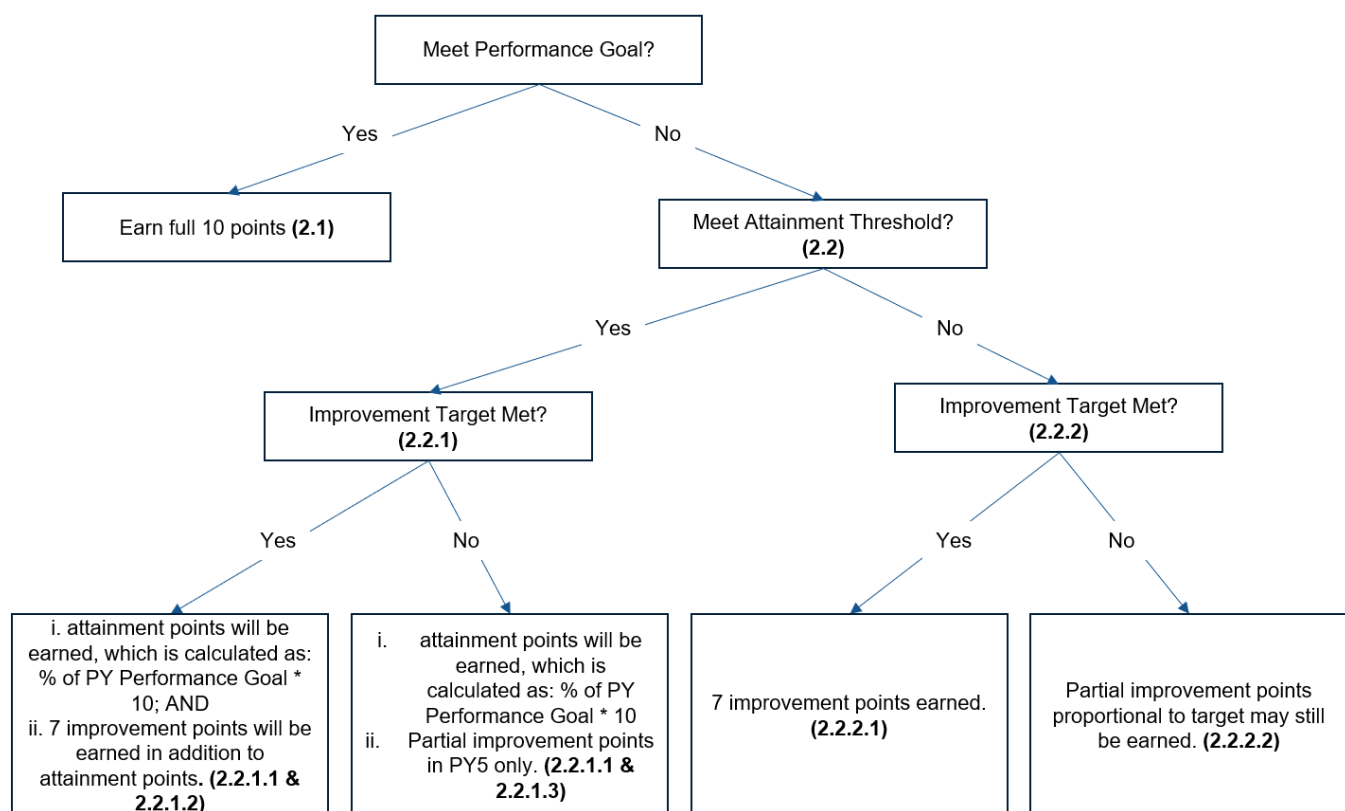 Meet Performance Goal?
Yes
No
Earn full 10 points (2.1)
Meet Attainment Threshold?
(2.2)
Yes
No
Improvement Target Met?
(2.2.1)
Improvement Target Met?
(2.2.2)
Yes
No
Yes
No
i. attainment points will be
earned, which is calculated as:
% of PY Performance Goal *
10; AND
ii. 7 improvement points will be
earned in addition to
attainment points. (2.2.1.1 &
2.2.1.2)
i. attainment points will be
earned, which is
calculated as: % of PY
Performance Goal * 10
ii. Partial improvement points
in PY5 only. (2.2.1.1 &
2.2.1.3)
7 improvement points earned.
(2.2.2.1)
Partial improvement points
proportional to target may still
be earned. (2.2.2.2)